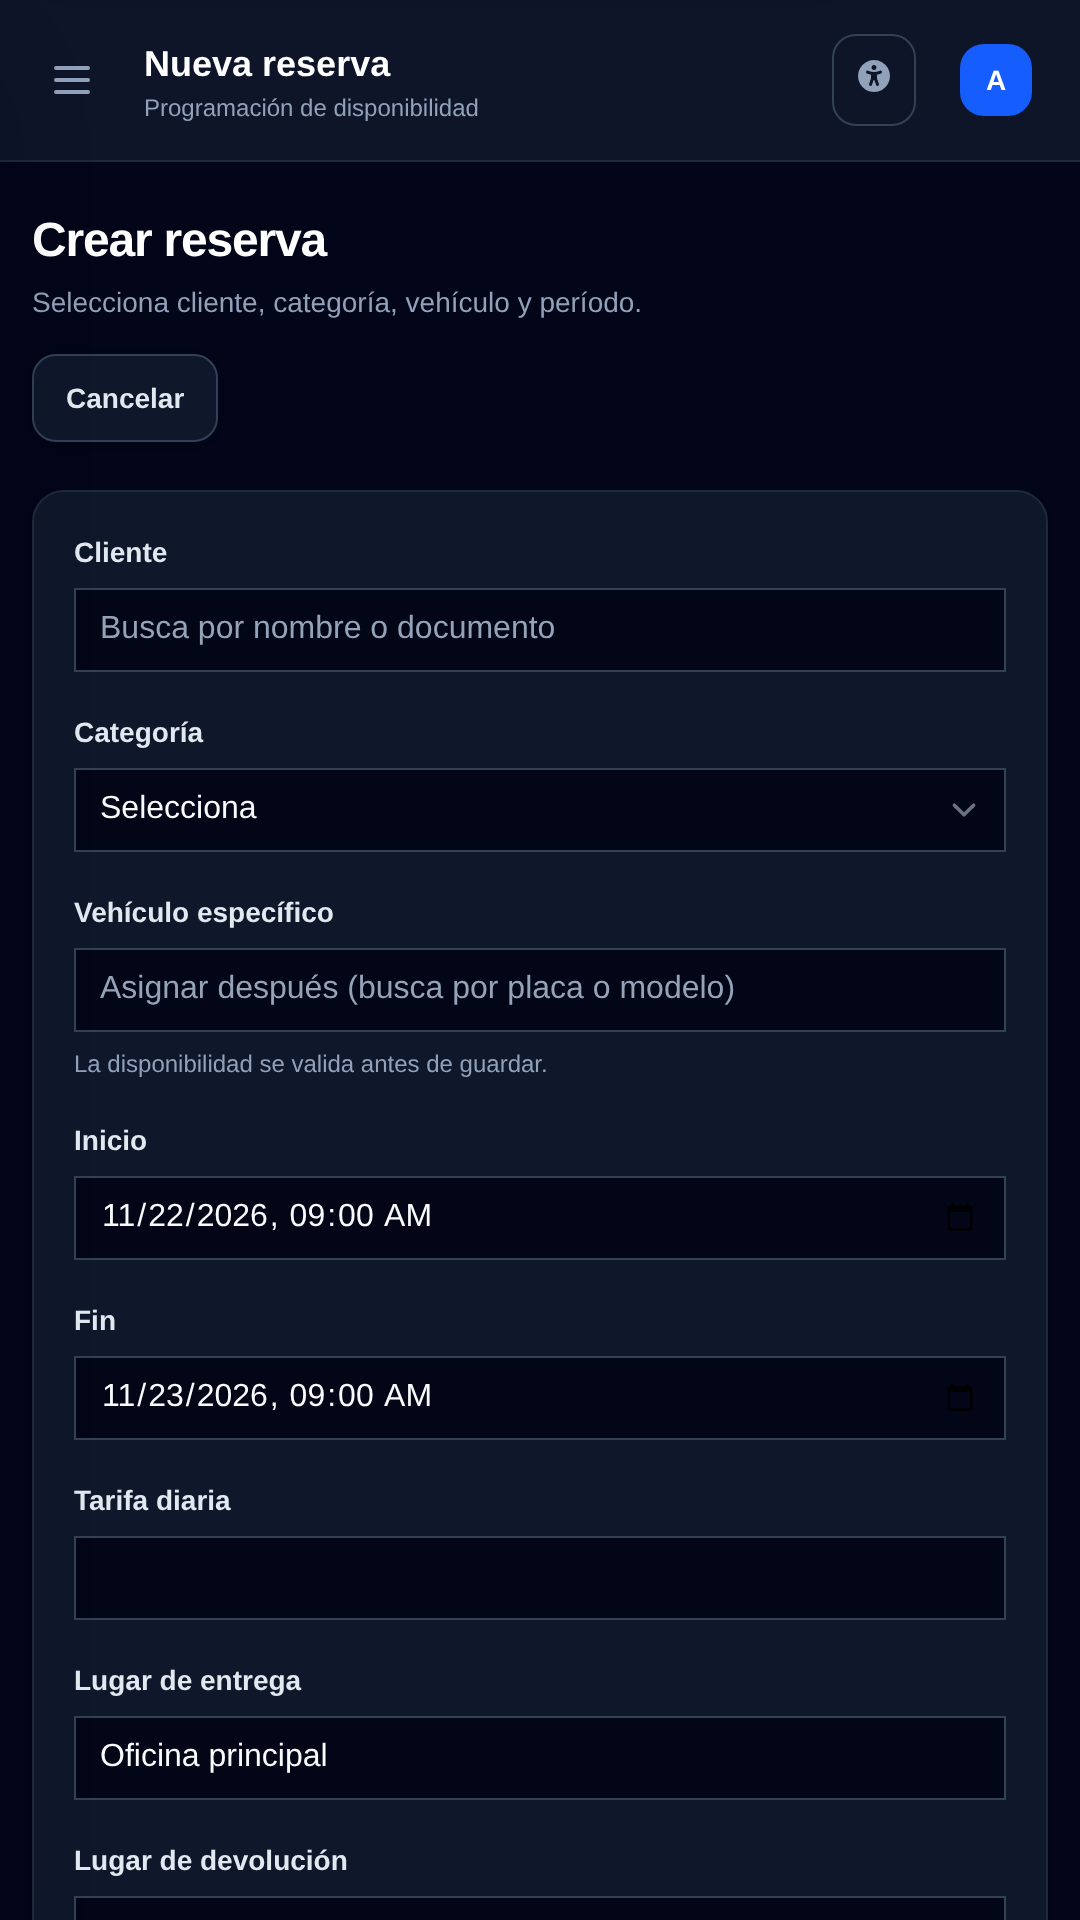 Nueva reserva
Programación de disponibilidad
A
Crear reserva
Selecciona cliente, categoría, vehículo y período.
Cancelar
Cliente
Busca por nombre o documento
Categoría
Selecciona
Vehículo específico
Asignar después (busca por placa o modelo)
La disponibilidad se valida antes de guardar.
Inicio
11/22/2026, 09:00 AM
Fin
11/23/2026, 09:00 AM
Tarifa diaria
Lugar de entrega
Oficina principal
Lugar de devolución